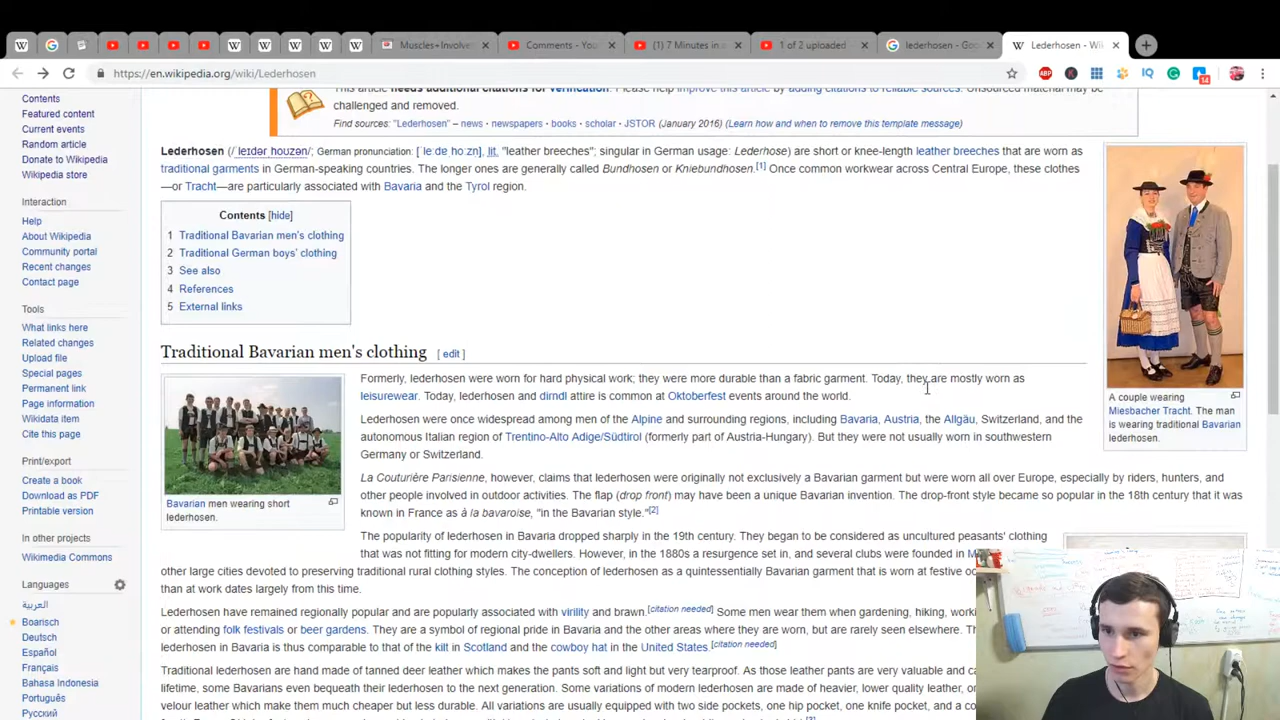 Muscles+Involve
Comments - You
(1) 7 Minutes in
1 of 2 uploaded
lederhosen - Goo
Lederhosen - Wi
https://en.wikipedia.org/wiki/Lederhosen
ABP
IQ
14
Contents
Featured content
Current events
Random article
Donate to Wikipedia
Wikipedia store
Interaction
Help
About Wikipedia
Community portal
Recent changes
Contact page
Tools
What links here
Related changes
Upload file
Special pages
Permanent link
Page information
Wikidata item
Cite this page
Print/export
Create a book
Download as PDF
Printable version
In other projects
Wikimedia Commons
Languages
العربية
Boarisch
Deutsch
Español
Français
Bahasa Indonesia
Português
Русский
This article needs additional citations for verification. Please help improve this article by adding citations to reliable sources. Unsourced material may be
challenged and removed.
Find sources: "Lederhosen" – news · newspapers · books · scholar · JSTOR (January 2016) (Learn how and when to remove this template message)
Lederhosen (/ˈleɪdərˌhoʊzən/; German pronunciation: [ˈleːdɐˌhoːzn̩], lit. "leather breeches"; singular in German usage: Lederhose) are short or knee-length leather breeches that are worn as
traditional garments in German-speaking countries. The longer ones are generally called Bundhosen or Kniebundhosen.[1] Once common workwear across Central Europe, these clothes
—or Tracht—are particularly associated with Bavaria and the Tyrol region.
Contents [hide]
1 Traditional Bavarian men's clothing
2 Traditional German boys' clothing
3 See also
4 References
5 External links
A couple wearing
Miesbacher Tracht. The man
is wearing traditional Bavarian
lederhosen.
Traditional Bavarian men's clothing [ edit ]
Bavarian men wearing short
lederhosen.
Formerly, lederhosen were worn for hard physical work; they were more durable than a fabric garment. Today, they are mostly worn as
leisurewear. Today, lederhosen and dirndl attire is common at Oktoberfest events around the world.
Lederhosen were once widespread among men of the Alpine and surrounding regions, including Bavaria, Austria, the Allgäu, Switzerland, and the
autonomous Italian region of Trentino-Alto Adige/Südtirol (formerly part of Austria-Hungary). But they were not usually worn in southwestern
Germany or Switzerland.
La Couturière Parisienne, however, claims that lederhosen were originally not exclusively a Bavarian garment but were worn all over Europe, especially by riders, hunters, and
other people involved in outdoor activities. The flap (drop front) may have been a unique Bavarian invention. The drop-front style became so popular in the 18th century that it was
known in France as à la bavaroise, "in the Bavarian style."[2]
The popularity of lederhosen in Bavaria dropped sharply in the 19th century. They began to be considered as uncultured peasants' clothing
that was not fitting for modern city-dwellers. However, in the 1880s a resurgence set in, and several clubs were founded in M
other large cities devoted to preserving traditional rural clothing styles. The conception of lederhosen as a quintessentially Bavarian garment that is worn at festive oc
than at work dates largely from this time.
Lederhosen have remained regionally popular and are popularly associated with virility and brawn.[citation needed] Some men wear them when gardening, hiking, work
or attending folk festivals or beer gardens. They are a symbol of regional pride in Bavaria and the other areas where they are worn, but are rarely seen elsewhere. Th
lederhosen in Bavaria is thus comparable to that of the kilt in Scotland and the cowboy hat in the United States.[citation needed]
Traditional lederhosen are hand made of tanned deer leather which makes the pants soft and light but very tearproof. As those leather pants are very valuable and ca
lifetime, some Bavarians even bequeath their lederhosen to the next generation. Some variations of modern lederhosen are made of heavier, lower quality leather, or
velour leather which may make them much cheaper but less durable. All variations are usually equipped with two side pockets, one hip pocket, one knife pocket, and a co